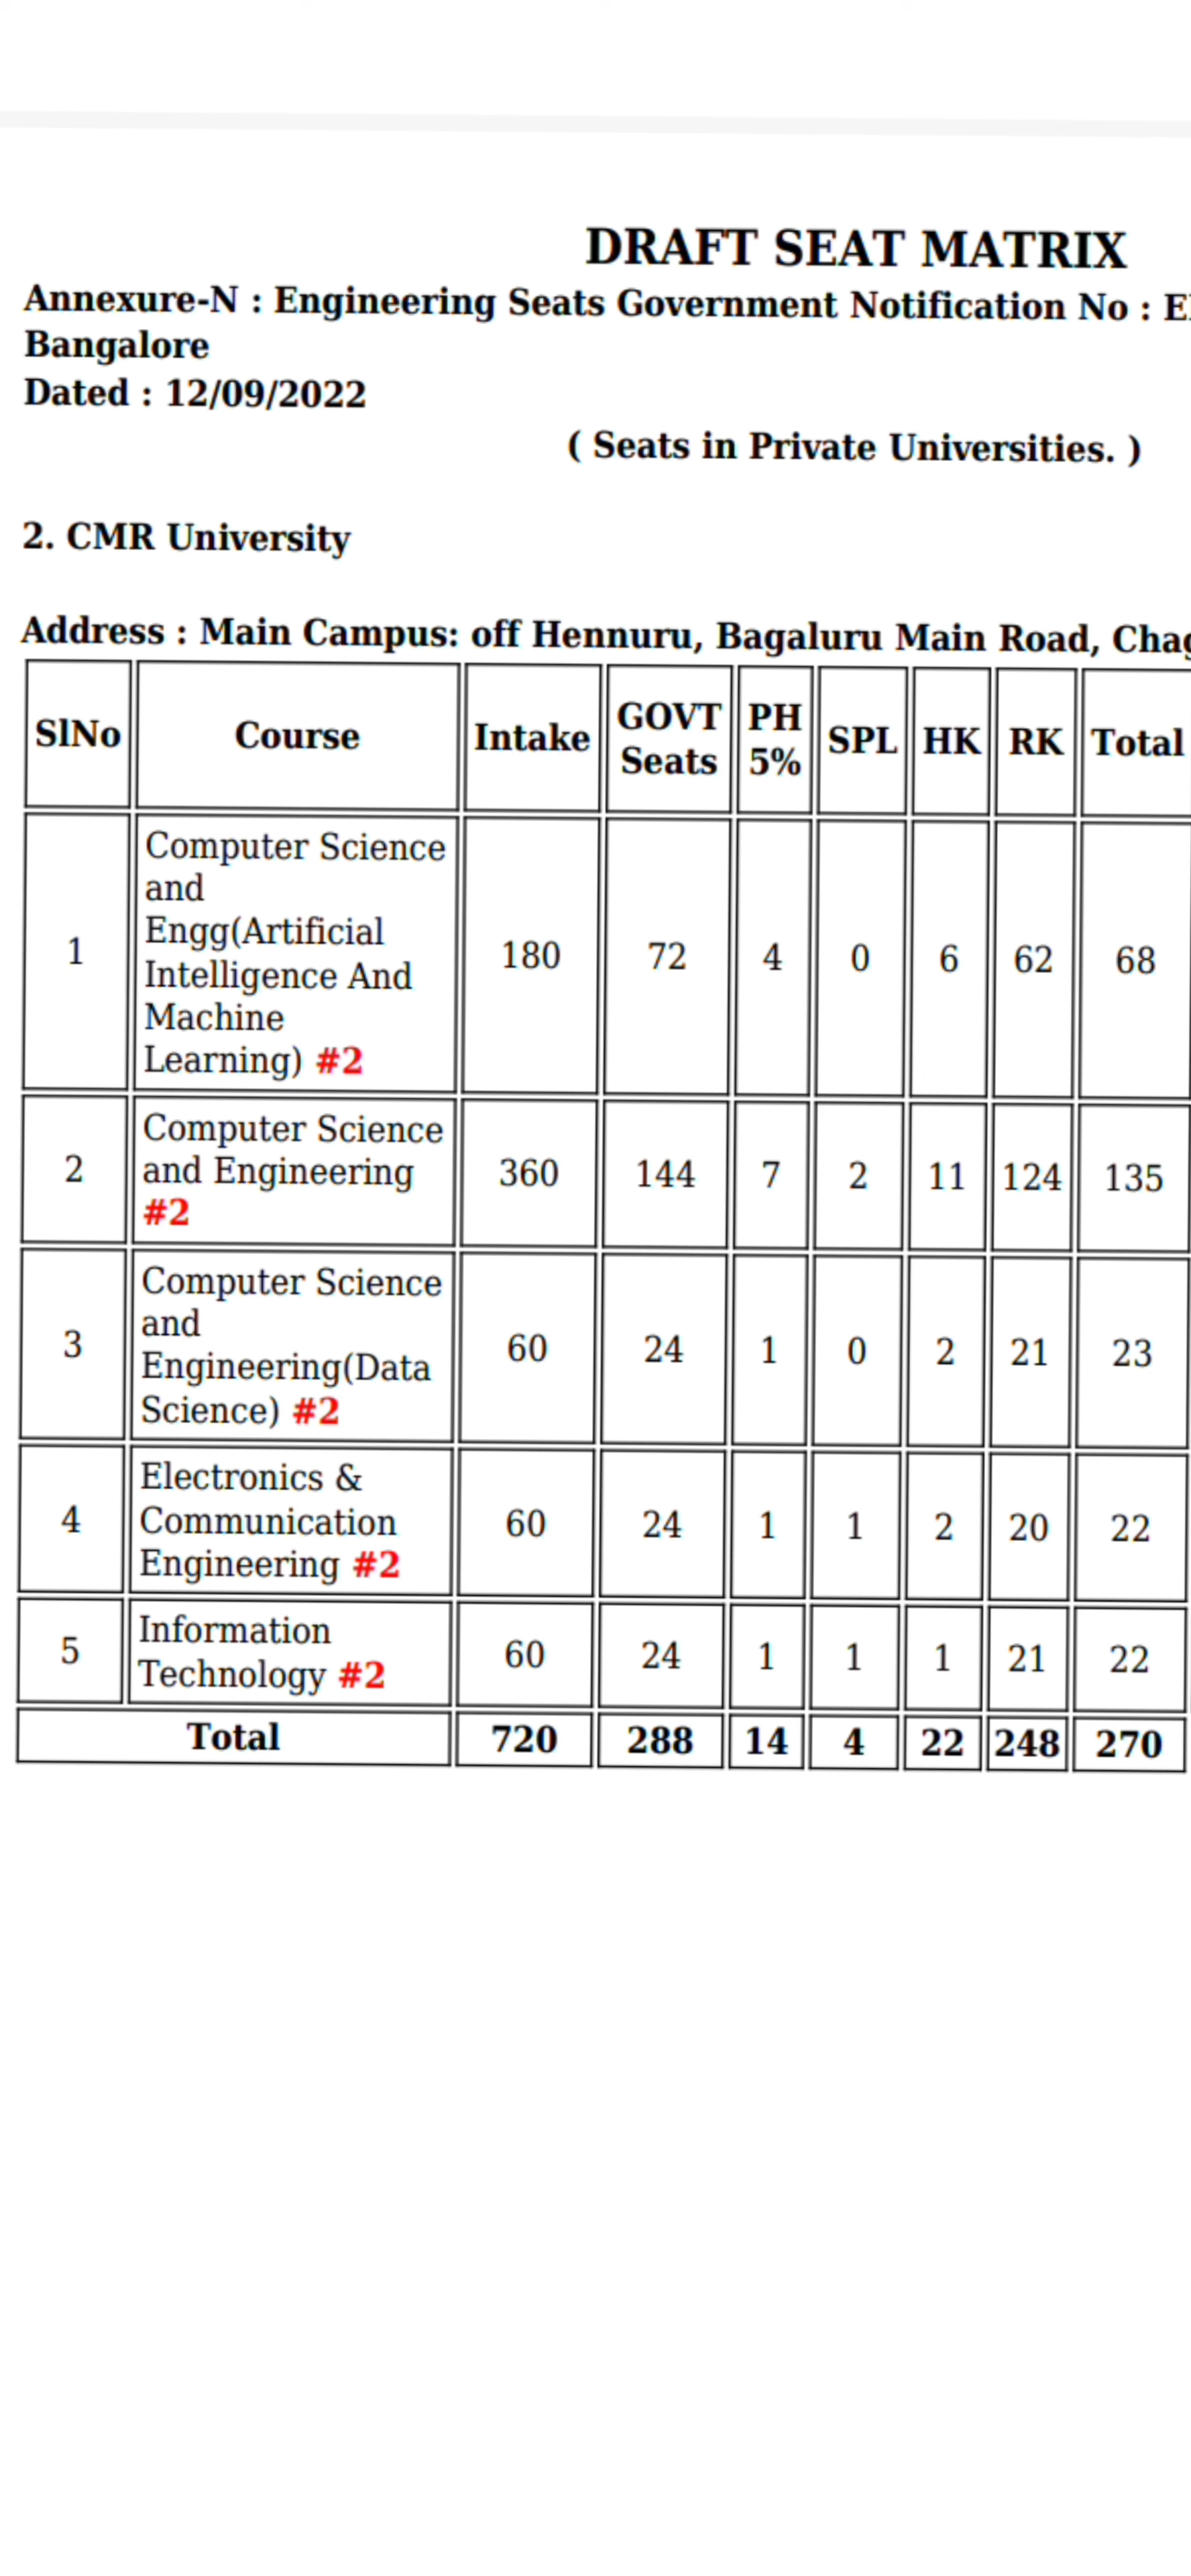 DRAFT SEAT MATRIX
Annexure-N : Engineering Seats Government Notification No :
Bangalore
Dated : 12/09/2022
( Seats in Private Universities. )
2. CMR University
Address : Main Campus: off Hennuru, Bagaluru Main Road,
SlNo Course Intake GOVT Seats PH 5% SPL HK RK Total
1 Computer Science and Engg(Artificial Intelligence And Machine Learning) #2 180 72 4 0 6 62 68
2 Computer Science and Engineering #2 360 144 7 2 11 124 135
3 Computer Science and Engineering(Data Science) #2 60 24 1 0 2 21 23
4 Electronics & Communication Engineering #2 60 24 1 1 2 20 22
5 Information Technology #2 60 24 1 1 1 21 22
Total 720 288 14 4 22 248 270